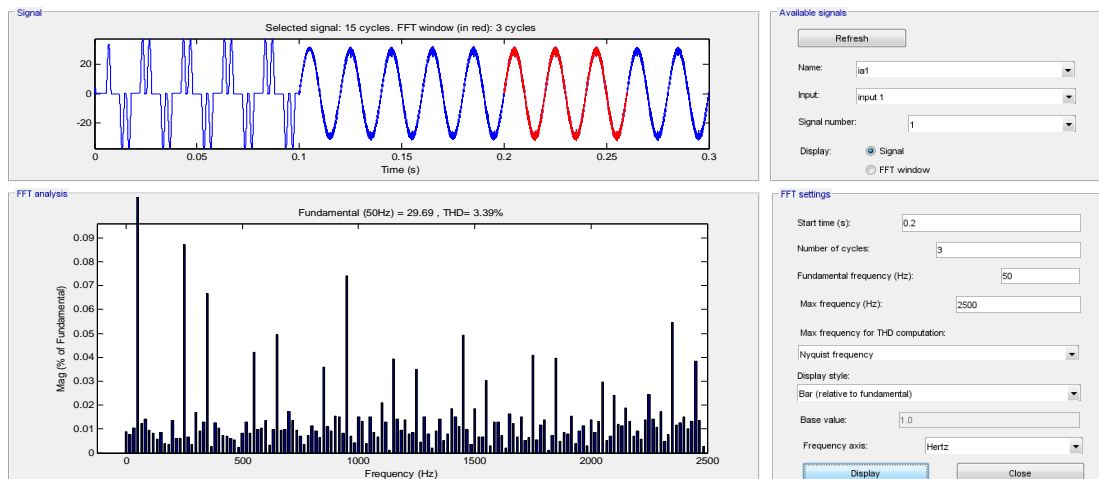 Signal
Selected signal: 15 cycles. FFT window (in red): 3 cycles
20
0
-20
0 0.05 0.1 0.15 0.2 0.25 0.3
Time (s)
FFT analysis
Fundamental (50Hz) = 29.69 , THD= 3.39%
Mag (% of Fundamental)
0.09
0.08
0.07
0.06
0.05
0.04
0.03
0.02
0.01
0
0 500 1000 1500 2000 2500
Frequency (Hz)
Available signals
Refresh
Name: ia1
Input: input 1
Signal number: 1
Display: Signal
FFT window
FFT settings
Start time (s): 0.2
Number of cycles: 3
Fundamental frequency (Hz): 50
Max frequency (Hz): 2500
Max frequency for THD computation:
Nyquist frequency
Display style:
Bar (relative to fundamental)
Base value: 1.0
Frequency axis: Hertz
Display Close